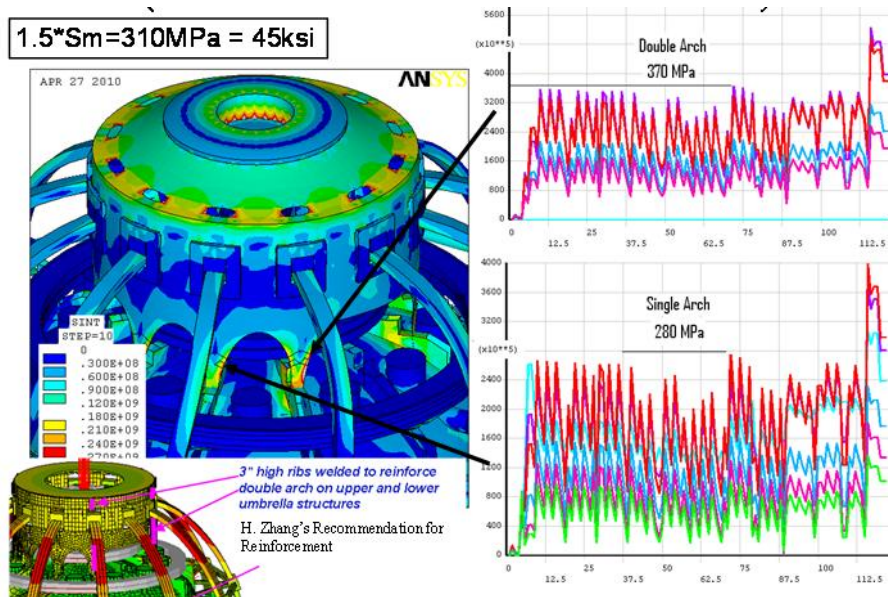 1.5*Sm=310MPa = 45ksi
APR 27 2010
ANSYS
SINT
STEP=10
0
.300E+08
.600E+08
.900E+08
.120E+09
.180E+09
.210E+09
.240E+09
.270E+09
3" high ribs welded to reinforce
double arch on upper and lower
umbrella structures
H. Zhang's Recommendation for
Reinforcement
5600
(x10**5)
4000
3200
2400
1600
800
0
Double Arch
370 MPa
0 25 50 75 100
12.5 37.5 62.5 87.5 112.5
4000
3600
3200
(x10**5)
2400
2000
1600
1200
800
400
0
Single Arch
280 MPa
0 25 50 75 100
12.5 37.5 62.5 87.5 112.5